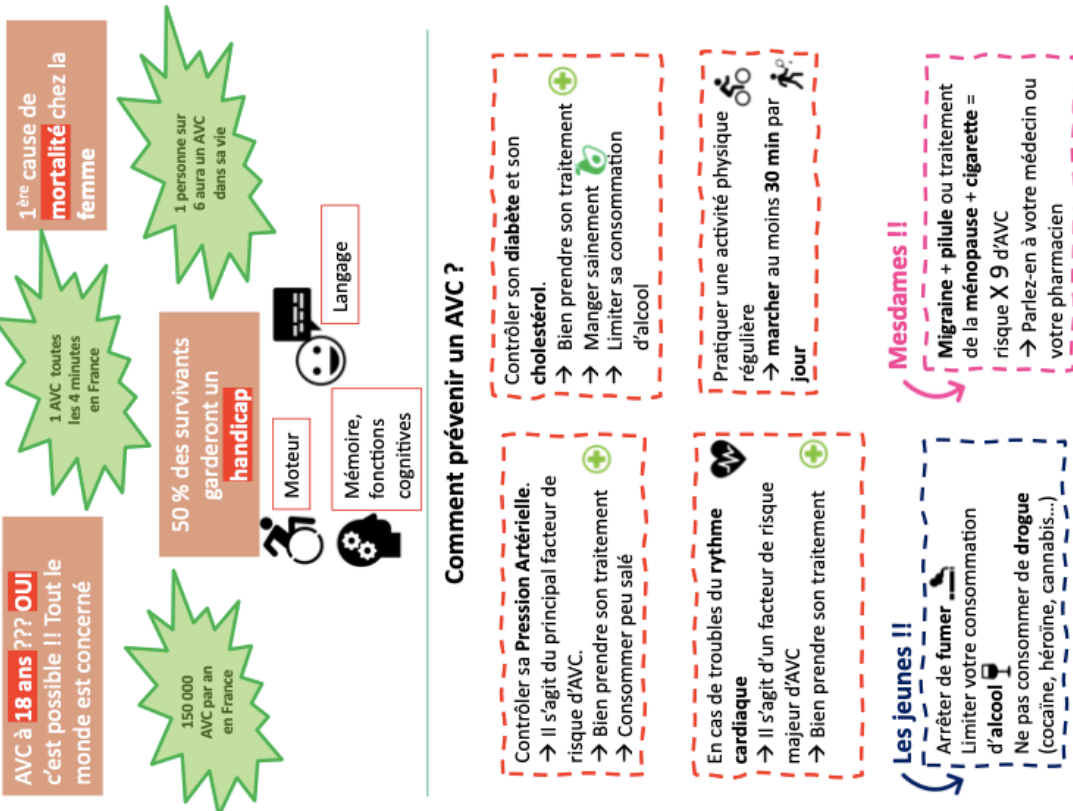 AVC à 18 ans ??? OUI
c'est possible !! Tout le
monde est concerné
1 AVC toutes
les 4 minutes
en France
1ère cause de
mortalité chez la
femme
150 000
AVC par an
en France
50 % des survivants
garderont un
handicap
1 personne sur
6 aura un AVC
dans sa vie
Moteur
Mémoire,
fonctions
cognitives
Langage
Comment prévenir un AVC ?
Contrôler sa Pression Artérielle.
→ Il s'agit du principal facteur de
risque d'AVC.
→ Bien prendre son traitement
→ Consommer peu salé
Contrôler son diabète et son
cholestérol.
→ Bien prendre son traitement
→ Manger sainement
→ Limiter sa consommation
d'alcool
En cas de troubles du rythme
cardiaque
→ Il s'agit d'un facteur de risque
majeur d'AVC
→ Bien prendre son traitement
Pratiquer une activité physique
régulière
→ marcher au moins 30 min par
jour
Les jeunes !!
Arrêter de fumer
Limiter votre consommation
d'alcool
Ne pas consommer de drogue
(cocaïne, héroïne, cannabis...)
Mesdames !!
Migraine + pilule ou traitement
de la ménopause + cigarette =
risque X 9 d'AVC
→ Parlez-en à votre médecin ou
votre pharmacien